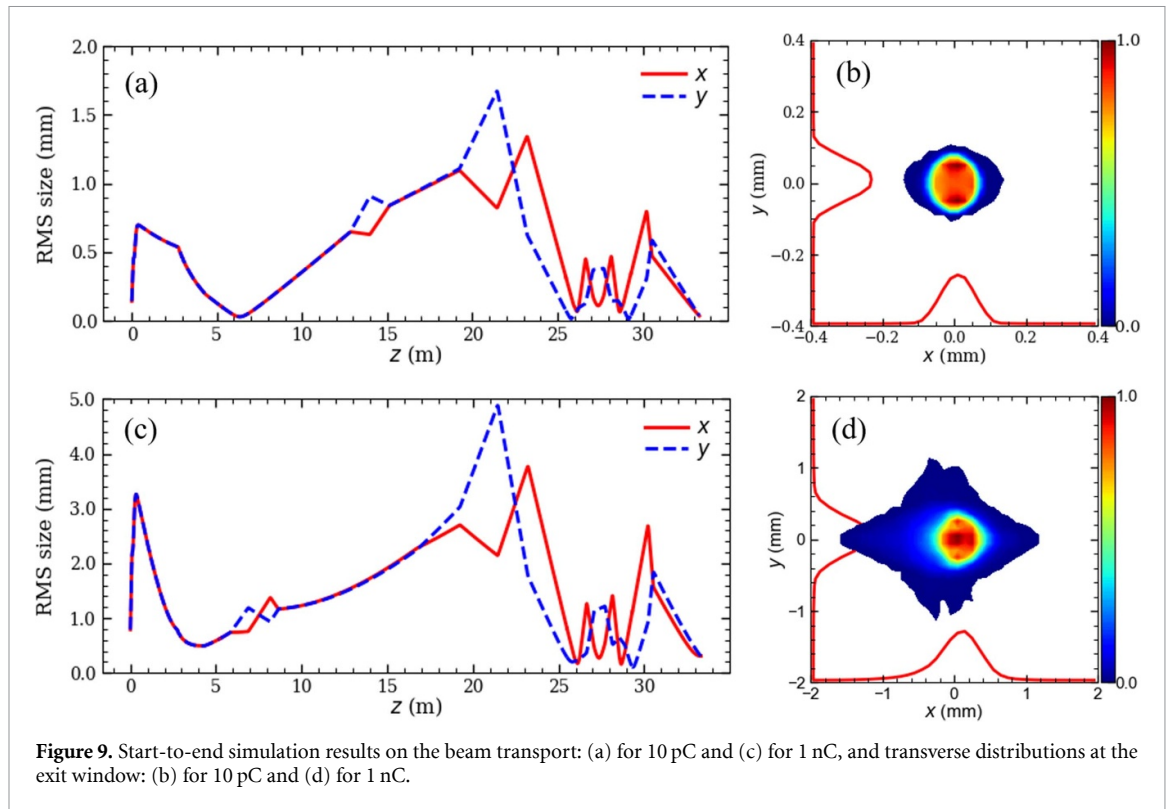 (a)
x
y
RMS size (mm)
2.0
1.5
1.0
0.5
0.0
0 5 10 15 20 25 30
z (m)
(b)
y (mm)
0.4
0.2
0.0
−0.2
−0.4
−0.4 −0.2 0.0 0.2 0.4
x (mm)
1.0
0.0
(c)
x
y
RMS size (mm)
5.0
4.0
3.0
2.0
1.0
0.0
0 5 10 15 20 25 30
z (m)
(d)
y (mm)
2
1
0
−1
−2
−2 −1 0 1 2
x (mm)
1.0
0.0
Figure 9. Start-to-end simulation results on the beam transport: (a) for 10 pC and (c) for 1 nC, and transverse distributions at the
exit window: (b) for 10 pC and (d) for 1 nC.